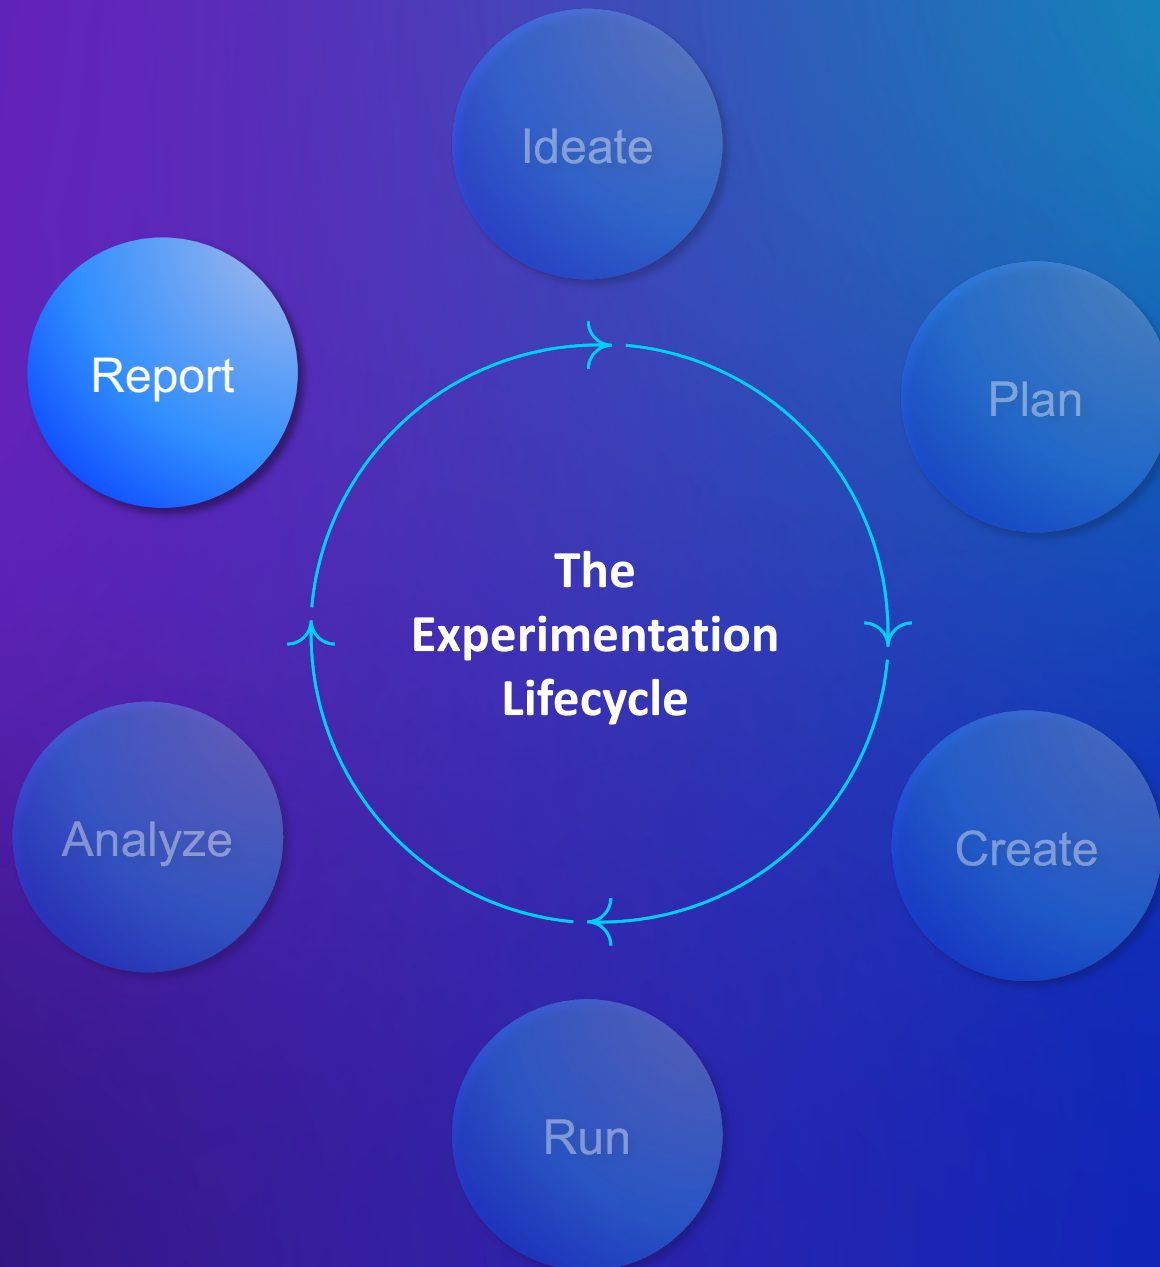 Ideate
Report
Plan
The
Experimentation
Lifecycle
Analyze
Create
Run